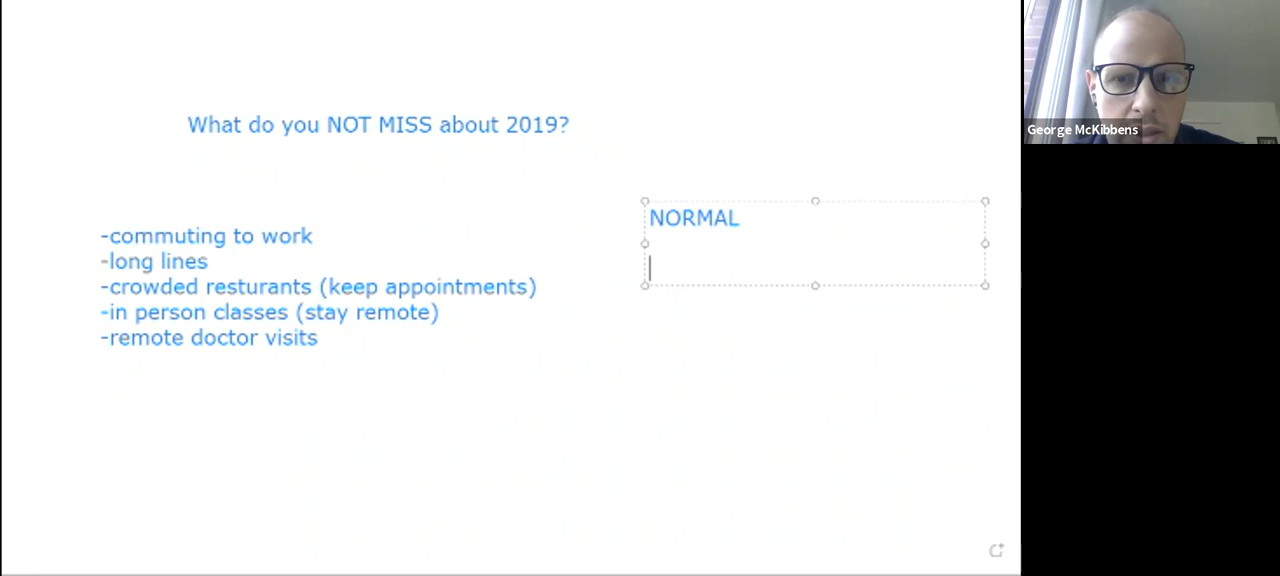 What do you NOT MISS about 2019?
-commuting to work
-long lines
-crowded resturants (keep appointments)
-in person classes (stay remote)
-remote doctor visits
NORMAL
George McKibbens